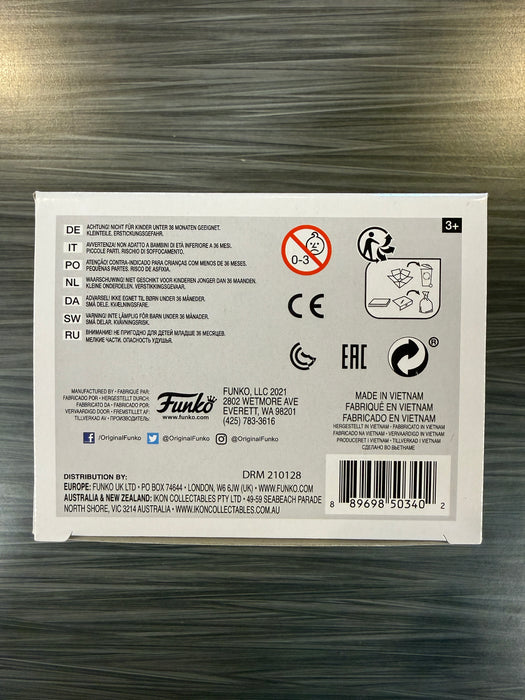 3+
DE ACHTUNG! NICHT FÜR KINDER UNTER 36 MONATEN GEEIGNET.
KLEINTEILE, ERSTICKUNGSGEFAHR.
IT AVVERTENZA! NON ADATTO A BAMBINI DI ETÀ INFERIORE A 36 MESI.
PICCOLE PARTI. RISCHIO DI SOFFOCAMENTO.
PO ATENÇÃO! CONTRA-INDICADO PARA CRIANÇAS COM MENOS DE 36 MESES.
PEQUENAS PARTES. RISCO DE ASFIXIA.
NL WAARSCHUWING! NIET GESCHIKT VOOR KINDEREN JONGER DAN 36 MAANDEN.
KLEINE ONDERDELEN. VERSTIKKINGSGEVAAR.
DA ADVARSEL! IKKE EGNET TIL BØRN UNDER 36 MÅNEDER.
SMÅ DELE. KVÆLNINGSFARE.
SW VARNING! INTE LÄMPLIG FÖR BARN UNDER 36 MÅNADER.
SMÅ DELAR. KVÄVNINGSRISK.
RU ВНИМАНИЕ! НЕ ПРИГОДНО ДЛЯ ДЕТЕЙ МЛАДШЕ 36 МЕСЯЦЕВ.
МЕЛКИЕ ЧАСТИ. ОПАСНОСТЬ УДУШЬЯ.
0-3
CE
EAC
®
MANUFACTURED BY • FABRIQUÉ PAR:
FABRICADO POR • HERGESTELLT DURCH:
FABBRICATO DA • FABRICADO POR:
VERVAARDIGD DOOR • FREMSTILLET AF:
TILLVERKAD AV • ПРОИЗВОДИТЕЛЬ:
Funko
FUNKO, LLC 2021
2802 WETMORE AVE
EVERETT, WA 98201
(425) 783-3616
MADE IN VIETNAM
FABRIQUÉ EN VIETNAM
FABRICADO EN VIETNAM
HERGESTELLT IN VIETNAM | FABBRICATO IN VIETNAM
FABRICADO NA VIETNAM | VERVAARDIGD IN VIETNAM
PRODUCERET I VIETNAM | TILLVERKAD I VIETNAM
СДЕЛАНО ВО ВЬЕТНАМЕ
/OriginalFunko @OriginalFunko @OriginalFunko
DRM 210128
DISTRIBUTION BY:
EUROPE: FUNKO UK LTD • PO BOX 74644 • LONDON, W6 6JW (UK) • WWW.FUNKO.COM
AUSTRALIA & NEW ZEALAND: IKON COLLECTABLES PTY LTD • 49-59 SEABEACH PARADE
NORTH SHORE, VIC 3214 AUSTRALIA • WWW.IKONCOLLECTABLES.COM.AU
8 89698 50340 2